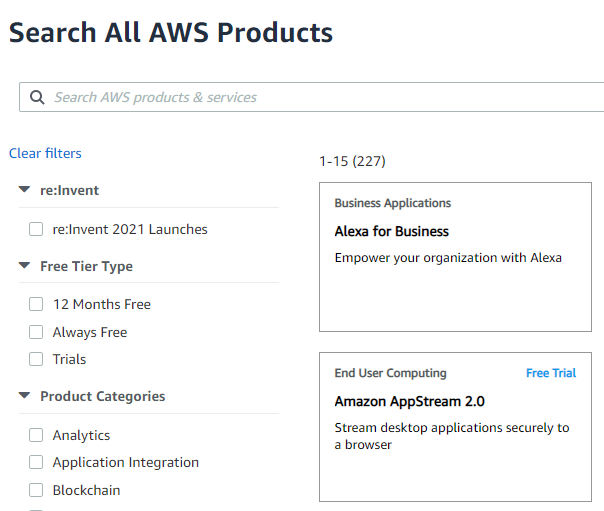 Search All AWS Products
Search AWS products & services
Clear filters
re:Invent
re:Invent 2021 Launches
Free Tier Type
12 Months Free
Always Free
Trials
Product Categories
Analytics
Application Integration
Blockchain
1-15 (227)
Business Applications
Alexa for Business
Empower your organization with Alexa
End User Computing
Free Trial
Amazon AppStream 2.0
Stream desktop applications securely to
a browser